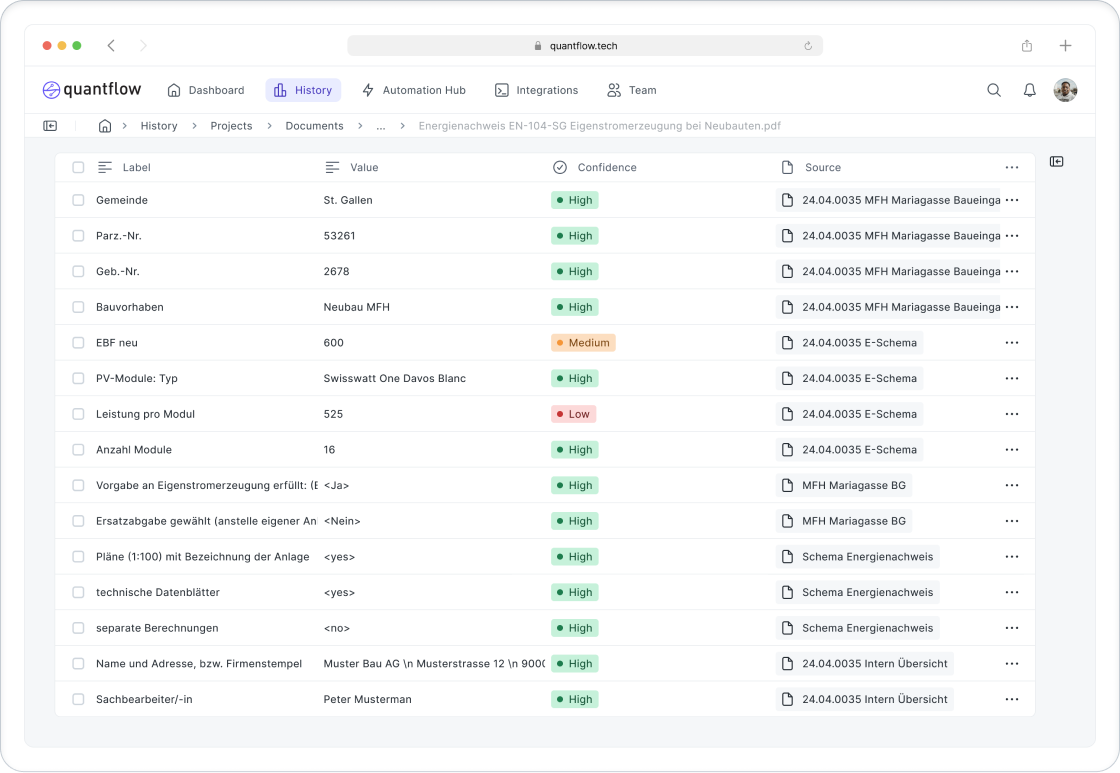 quantflow.tech
quantflow Dashboard History Automation Hub Integrations Team
History Projects Documents ... Energienachweis EN-104-SG Eigenstromerzeugung bei Neubauten.pdf
Label Value Confidence Source
Gemeinde St. Gallen High 24.04.0035 MFH Mariagasse Baueinga
Parz.-Nr. 53261 High 24.04.0035 MFH Mariagasse Baueinga
Geb.-Nr. 2678 High 24.04.0035 MFH Mariagasse Baueinga
Bauvorhaben Neubau MFH High 24.04.0035 MFH Mariagasse Baueinga
EBF neu 600 Medium 24.04.0035 E-Schema
PV-Module: Typ Swisswatt One Davos Blanc High 24.04.0035 E-Schema
Leistung pro Modul 525 Low 24.04.0035 E-Schema
Anzahl Module 16 High 24.04.0035 E-Schema
Vorgabe an Eigenstromerzeugung erfüllt: (E <Ja> High MFH Mariagasse BG
Ersatzabgabe gewählt (anstelle eigener An <Nein> High MFH Mariagasse BG
Pläne (1:100) mit Bezeichnung der Anlage <yes> High Schema Energienachweis
technische Datenblätter <yes> High Schema Energienachweis
separate Berechnungen <no> High Schema Energienachweis
Name und Adresse, bzw. Firmenstempel Muster Bau AG \n Musterstrasse 12 \n 9000 High 24.04.0035 Intern Übersicht
Sachbearbeiter/-in Peter Musterman High 24.04.0035 Intern Übersicht